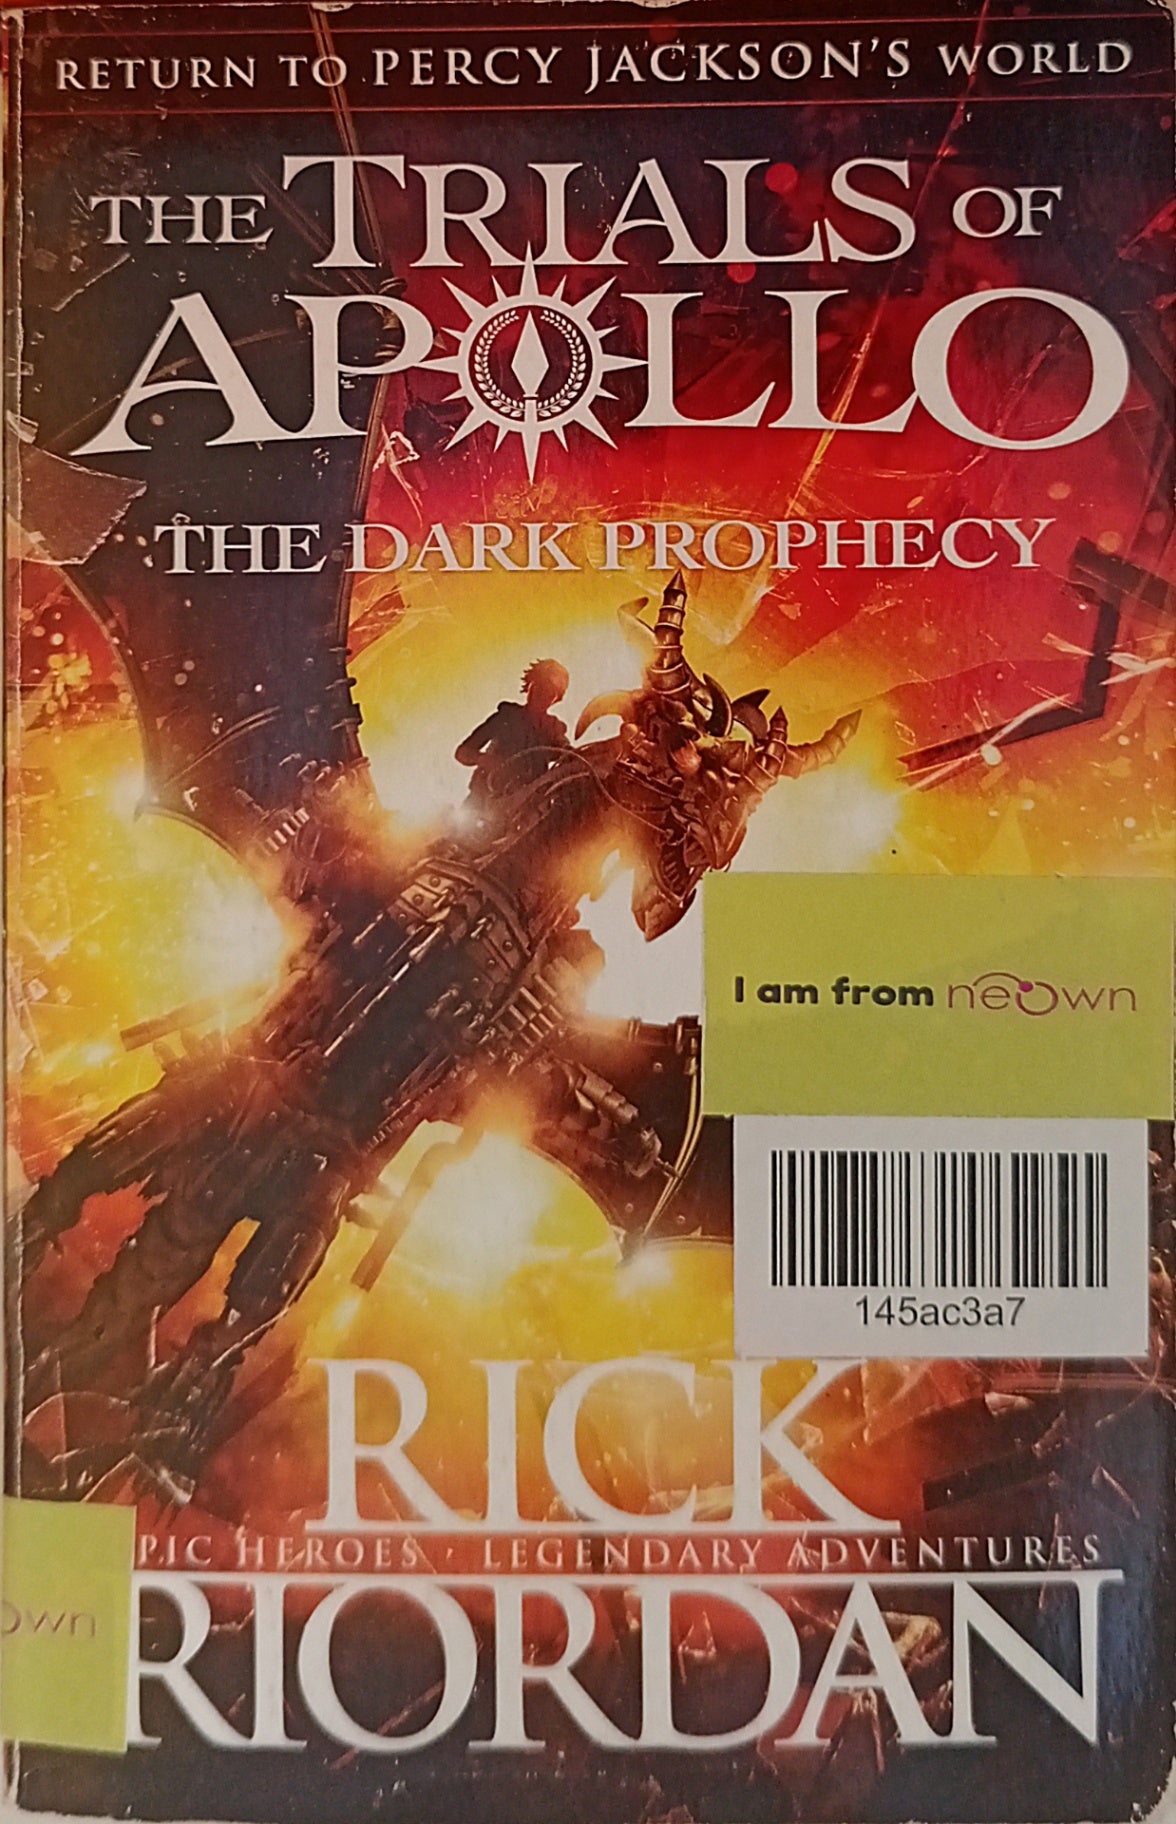 RETURN TO PERCY JACKSON'S WORLD
THE TRIALS OF
APOLLO
THE DARK PROPHECY
I am from neown
145ac3a7
RICK
PIC HEROES · LEGENDARY ADVENTURES
own
RIORDAN